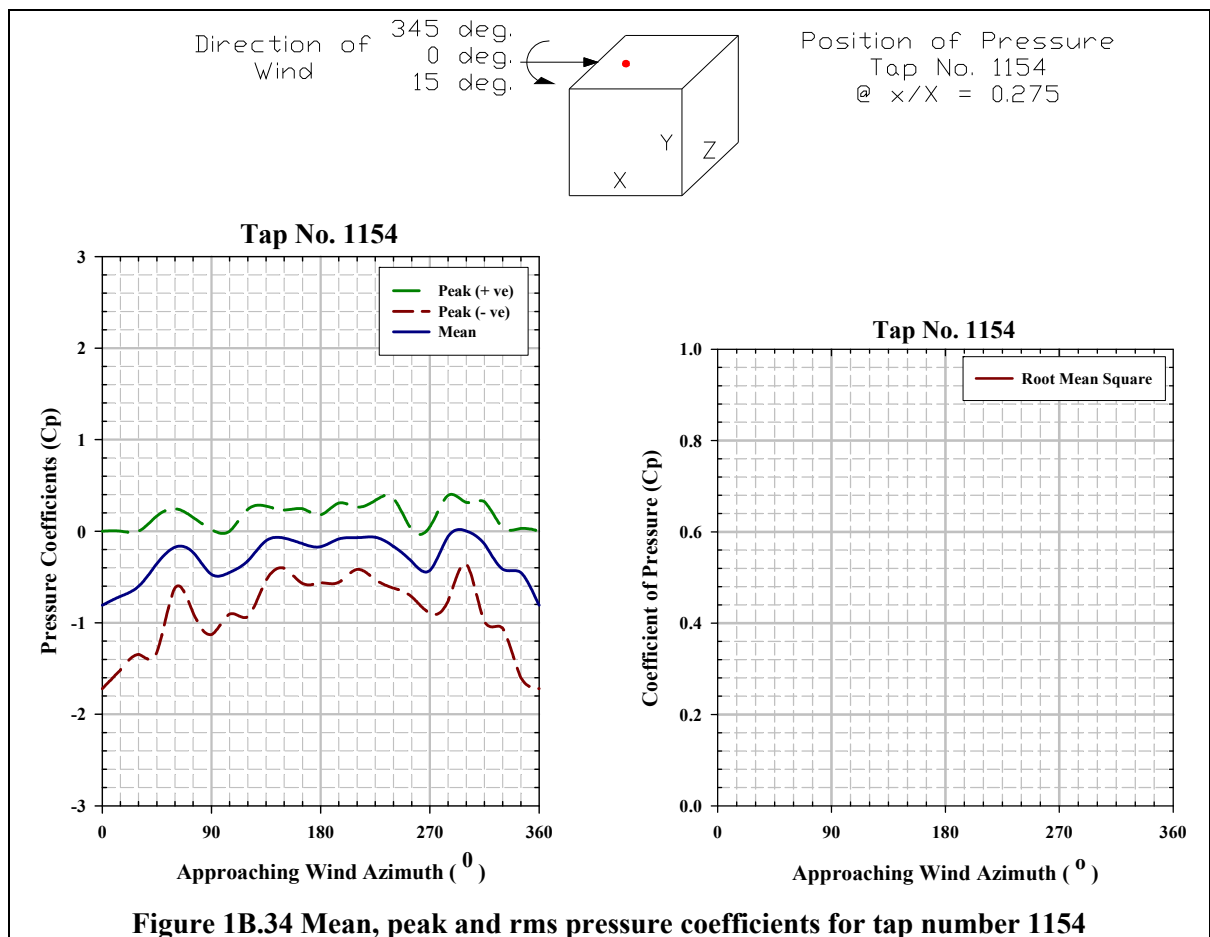 Direction of Wind
345 deg.
0 deg.
15 deg.
X
Y
Z
Position of Pressure
Tap No. 1154
@ x/X = 0.275
Tap No. 1154
Peak (+ ve)
Peak (- ve)
Mean
Pressure Coefficients (Cp)
3
2
1
0
-1
-2
-3
0 90 180 270 360
Approaching Wind Azimuth ( 0 )
Tap No. 1154
Root Mean Square
Coefficient of Pressure (Cp)
1.0
0.8
0.6
0.4
0.2
0.0
0 90 180 270 360
Approaching Wind Azimuth ( o )
Figure 1B.34 Mean, peak and rms pressure coefficients for tap number 1154